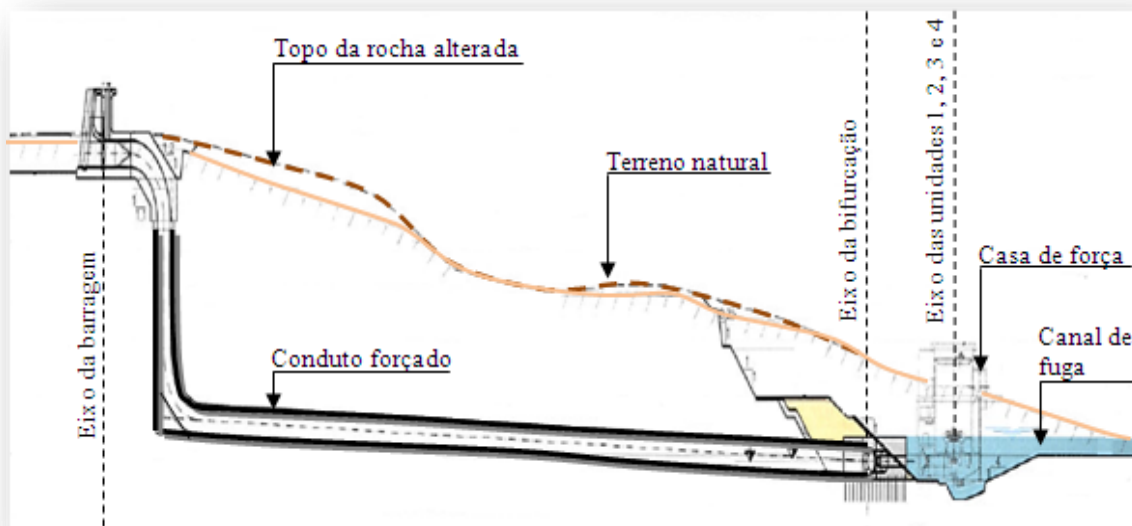 Topo da rocha alterada
Terreno natural
Eixo da barragem
Conduto forçado
Eixo da bifurcação
Eixo das unidades 1, 2, 3 e 4
Casa de força
Canal de
fuga